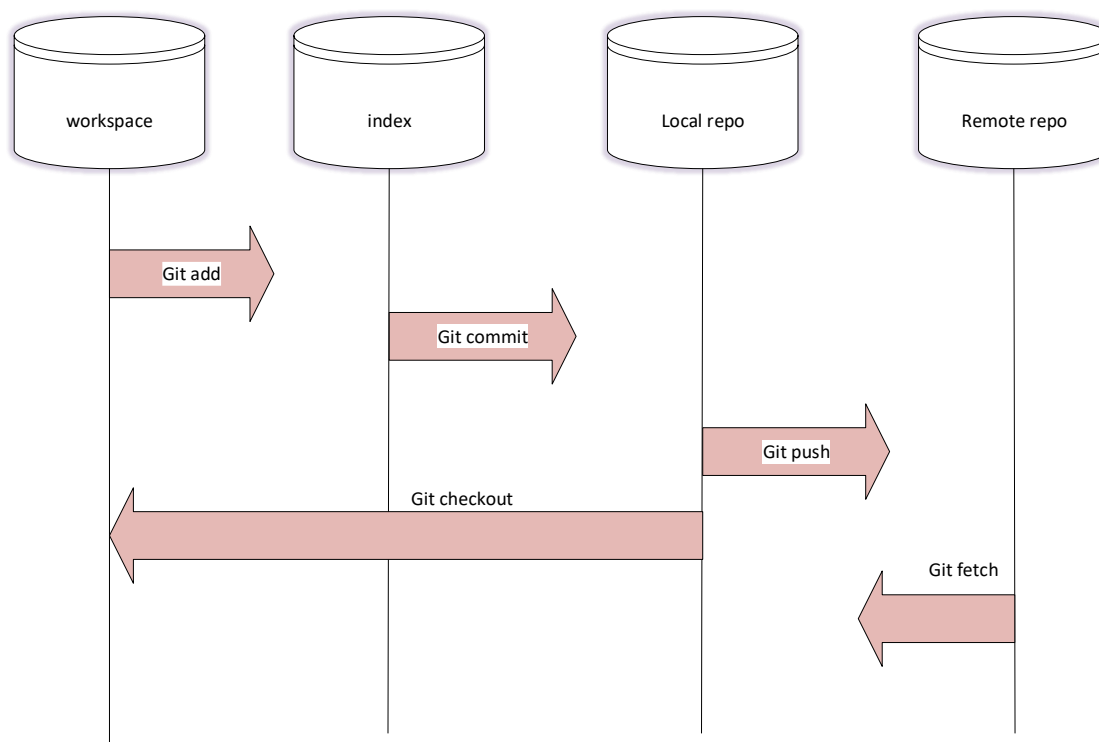 workspace
index
Local repo
Remote repo
Git add
Git commit
Git push
Git checkout
Git fetch